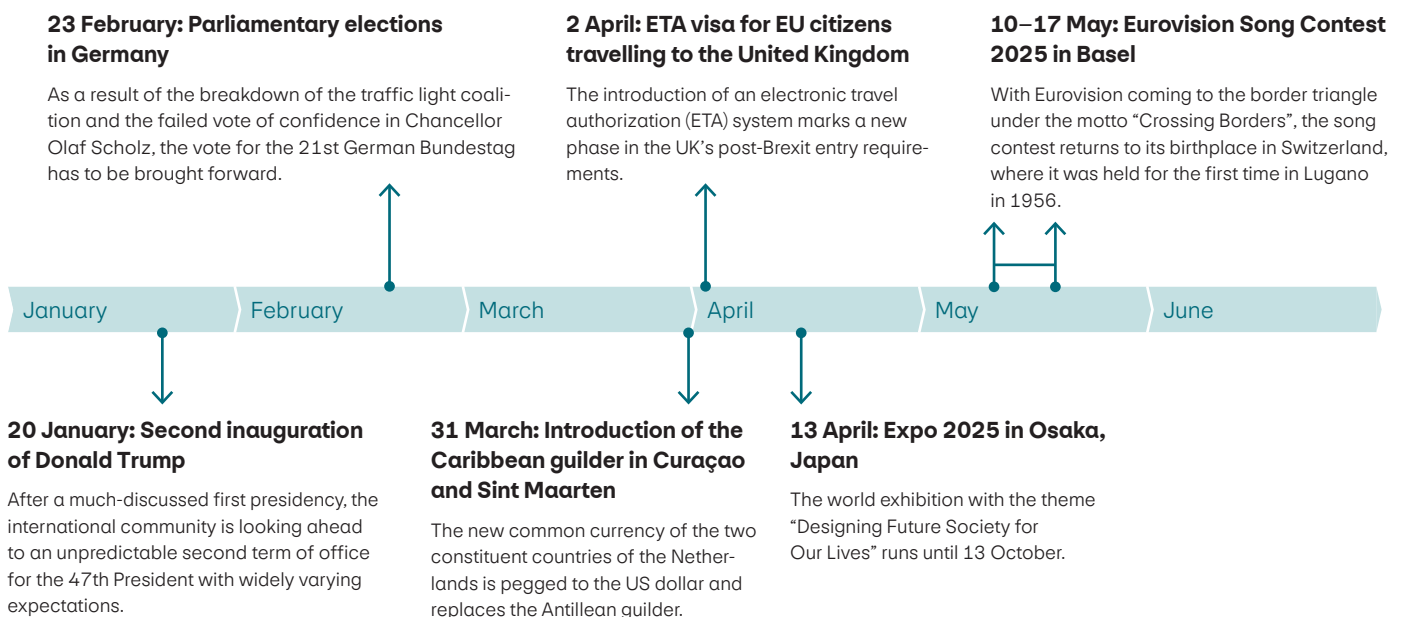 23 February: Parliamentary elections
in Germany
As a result of the breakdown of the traffic light coali-
tion and the failed vote of confidence in Chancellor
Olaf Scholz, the vote for the 21st German Bundestag
has to be brought forward.
2 April: ETA visa for EU citizens
travelling to the United Kingdom
The introduction of an electronic travel
authorization (ETA) system marks a new
phase in the UK's post-Brexit entry require-
ments.
10–17 May: Eurovision Song Contest
2025 in Basel
With Eurovision coming to the border triangle
under the motto “Crossing Borders”, the song
contest returns to its birthplace in Switzerland,
where it was held for the first time in Lugano
in 1956.
January
February
March
April
May
June
20 January: Second inauguration
of Donald Trump
After a much-discussed first presidency, the
international community is looking ahead
to an unpredictable second term of office
for the 47th President with widely varying
expectations.
31 March: Introduction of the
Caribbean guilder in Curaçao
and Sint Maarten
The new common currency of the two
constituent countries of the Nether-
lands is pegged to the US dollar and
replaces the Antillean guilder.
13 April: Expo 2025 in Osaka,
Japan
The world exhibition with the theme
“Designing Future Society for
Our Lives” runs until 13 October.